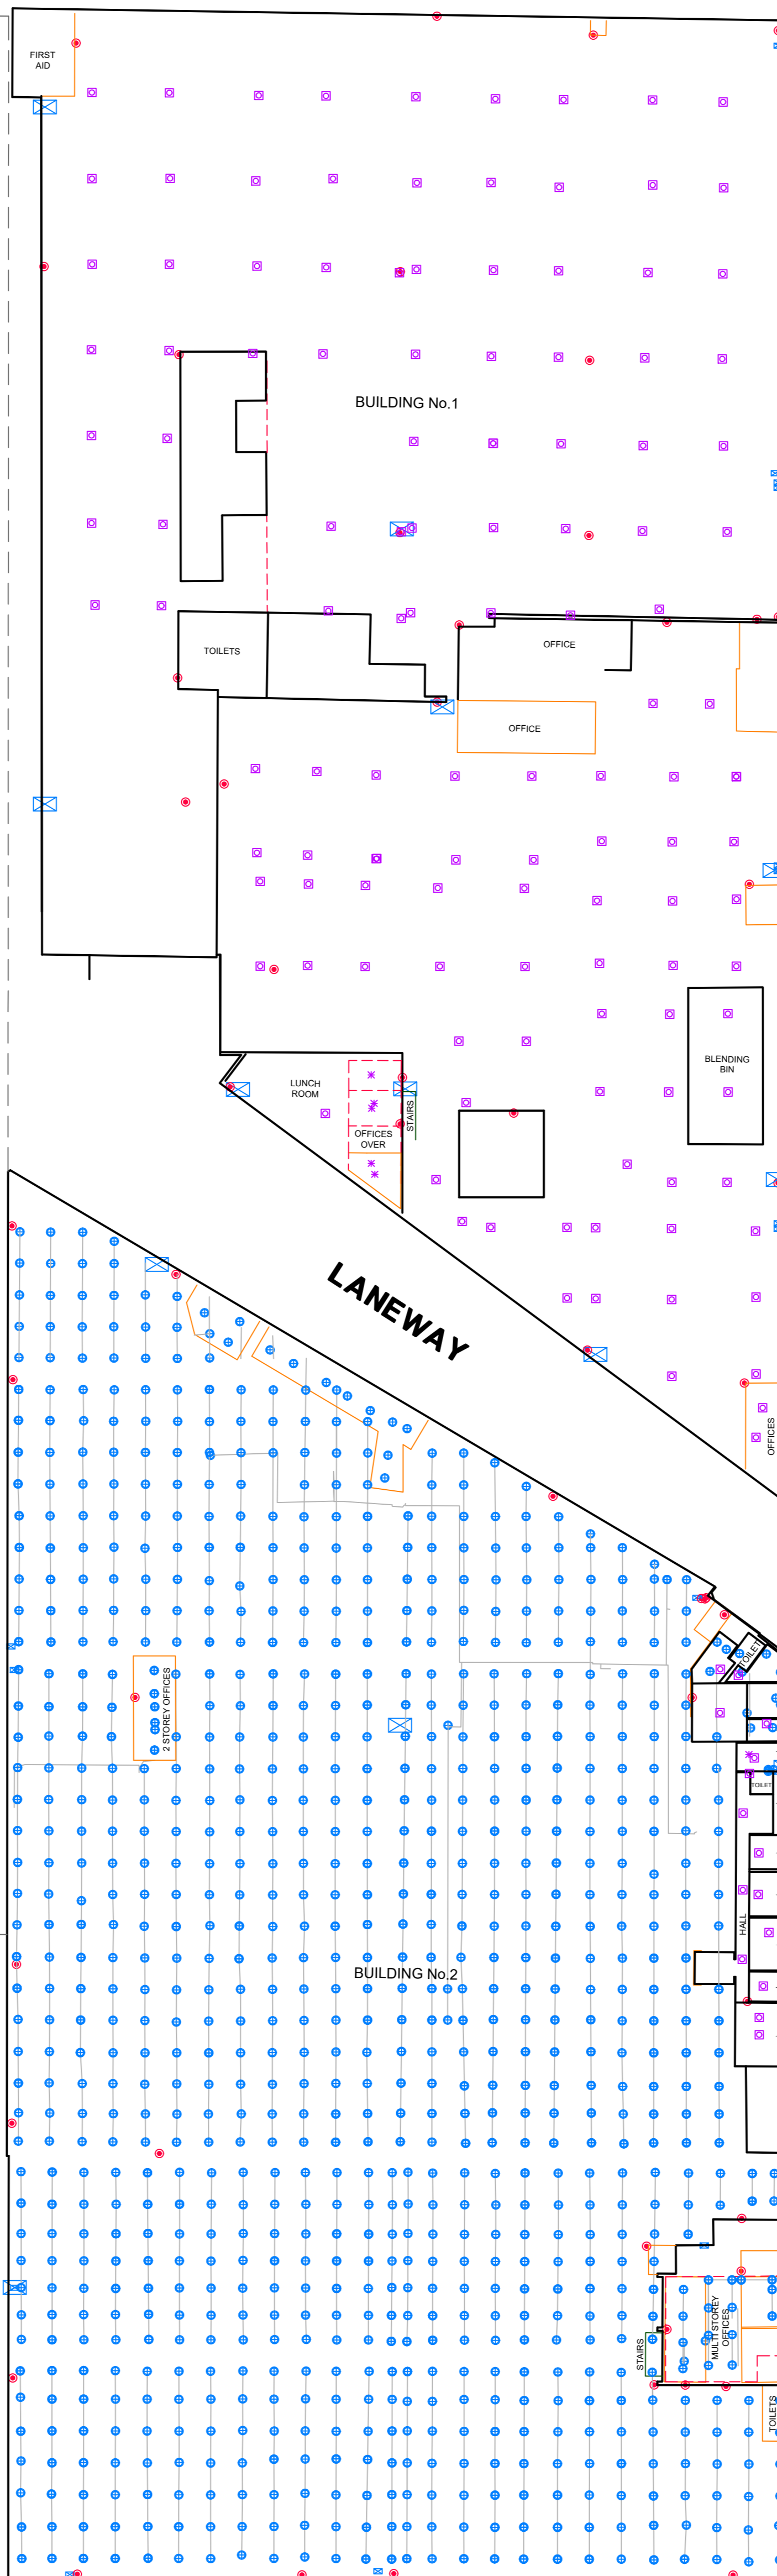 FIRST
AID
BUILDING No.1
TOILETS
OFFICE
OFFICE
BLENDING
BIN
LUNCH
ROOM
STAIRS
OFFICES
OVER
LANEWAY
OFFICES
TOILET
2 STOREY OFFICES
TOILET
HALL
BUILDING No.2
MULTI STOREY
OFFICES
STAIRS
TOILETS